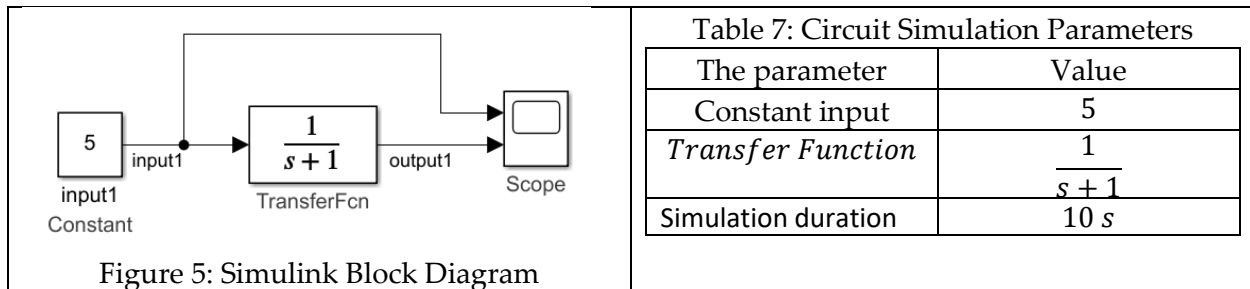 5
input1
input1
Constant
1
s + 1
TransferFcn
output1
Scope
Figure 5: Simulink Block Diagram
Table 7: Circuit Simulation Parameters
The parameter Value
Constant input 5
Transfer Function 1
s + 1
Simulation duration 10 s